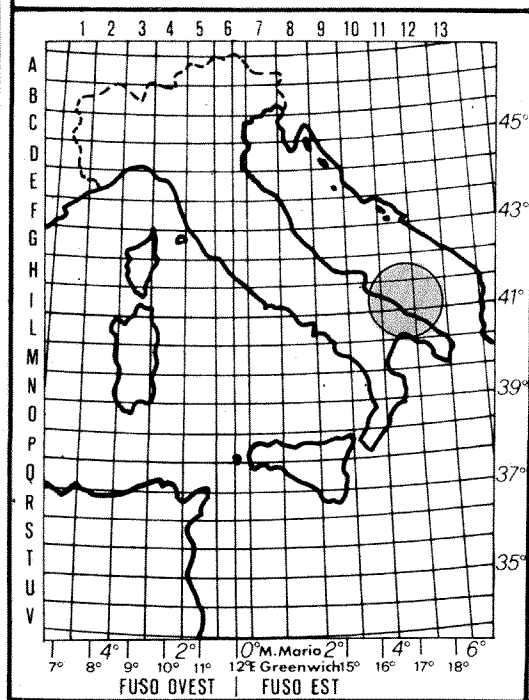 1 2 3 4 5 6 7 8 9 10 11 12 13
A
B
C
D
E
F
G
H
I
L
M
N
O
P
Q
R
S
T
U
V
45°
43°
41°
39°
37°
35°
4° 2° 0° M. Mario 2° 4° 6°
7° 8° 9° 10° 11° 12° E Greenwich 15° 16° 17° 18°
FUSO OVEST | FUSO EST